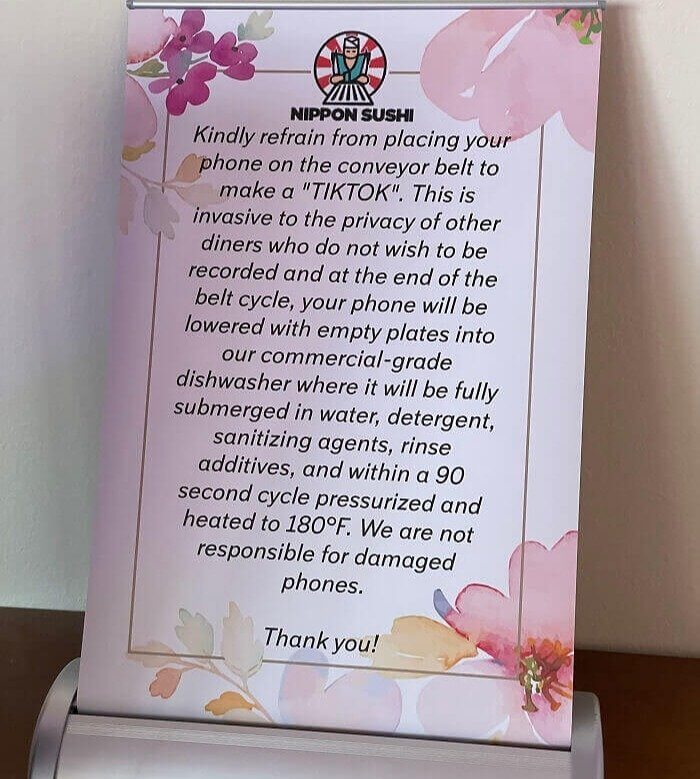 NIPPON SUSHI
Kindly refrain from placing your
phone on the conveyor belt to
make a "TIKTOK". This is
invasive to the privacy of other
diners who do not wish to be
recorded and at the end of the
belt cycle, your phone will be
lowered with empty plates into
our commercial-grade
dishwasher where it will be fully
submerged in water, detergent,
sanitizing agents, rinse
additives, and within a 90
second cycle pressurized and
heated to 180°F. We are not
responsible for damaged
phones.
Thank you!